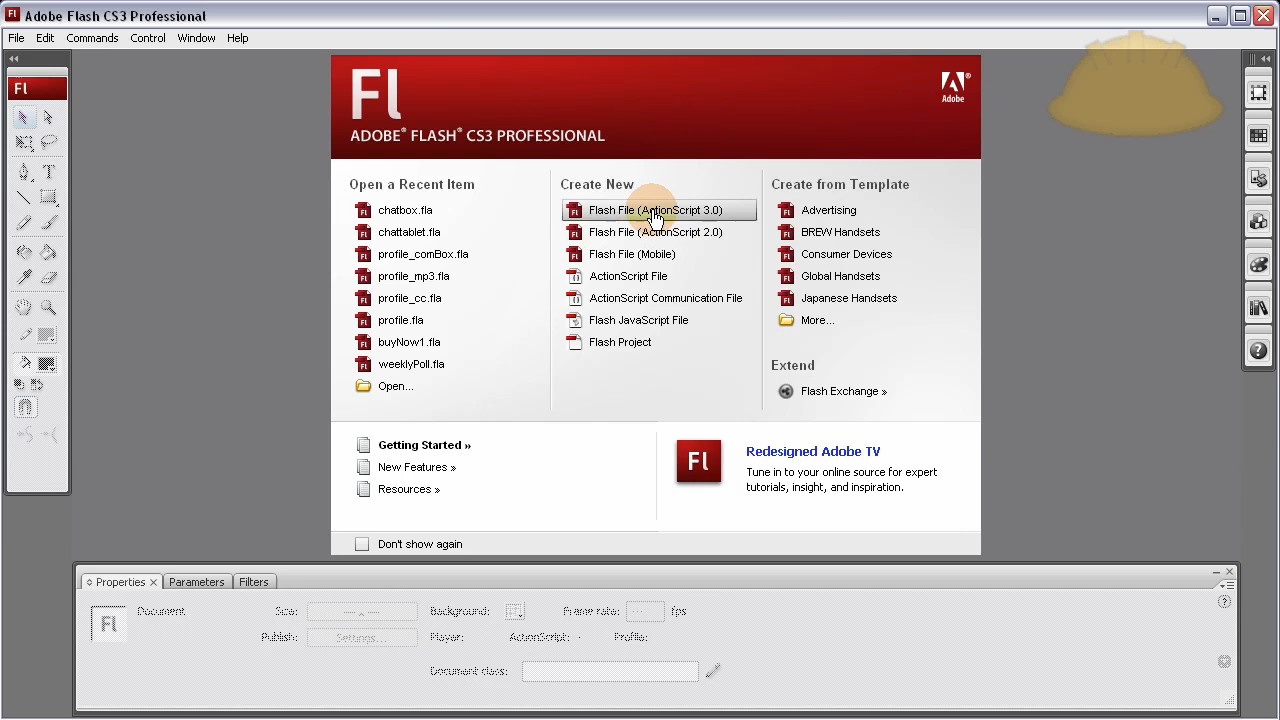 Adobe Flash CS3 Professional
File Edit Commands Control Window Help
Fl
Fl
Adobe
ADOBE® FLASH® CS3 PROFESSIONAL
Open a Recent Item
chatbox.fla
chattablet.fla
profile_comBox.fla
profile_mp3.fla
profile_cc.fla
profile.fla
buyNow1.fla
weeklyPoll.fla
Open...
Create New
Flash File (ActionScript 3.0)
Flash File (ActionScript 2.0)
Flash File (Mobile)
ActionScript File
ActionScript Communication File
Flash JavaScript File
Flash Project
Create from Template
Advertising
BREW Handsets
Consumer Devices
Global Handsets
Japanese Handsets
More...
Extend
Flash Exchange »
Getting Started »
New Features »
Resources »
Fl
Redesigned Adobe TV
Tune in to your online source for expert
tutorials, insight, and inspiration.
Don't show again
Properties Parameters Filters
Fl
Document Size: Background: Frame rate: fps
Publish: Settings... Player: ActionScript: Profile:
Document class: